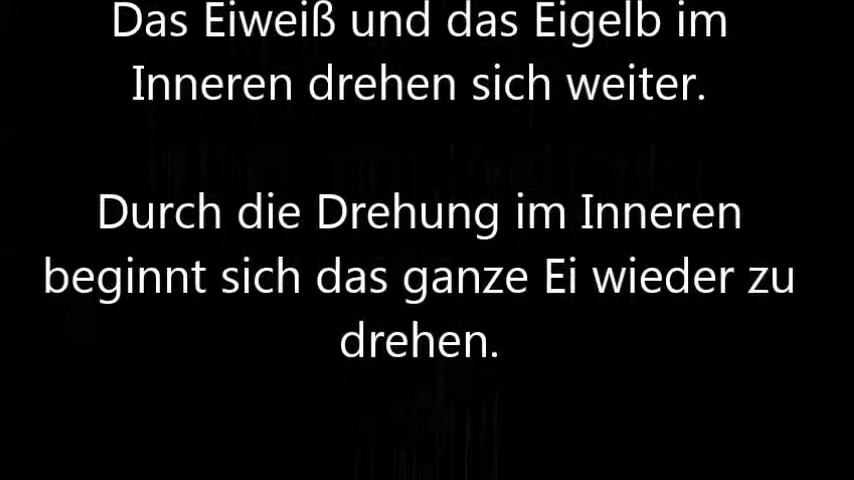 Das Eiweiß und das Eigelb im
Inneren drehen sich weiter.
Durch die Drehung im Inneren
beginnt sich das ganze Ei wieder zu
drehen.